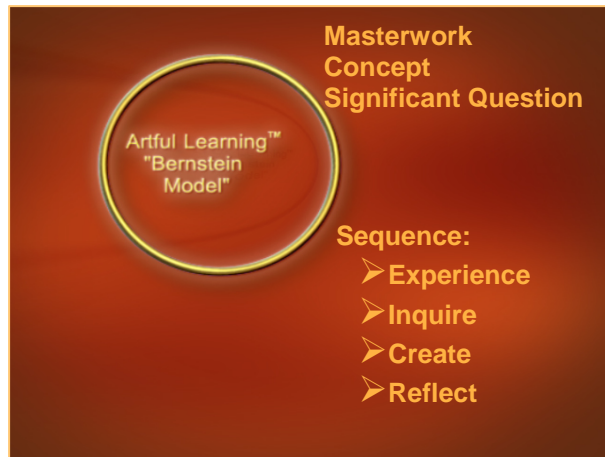 Masterwork
Concept
Significant Question
Artful Learning™
"Bernstein
Model"
Sequence:
➢Experience
➢Inquire
➢Create
➢Reflect